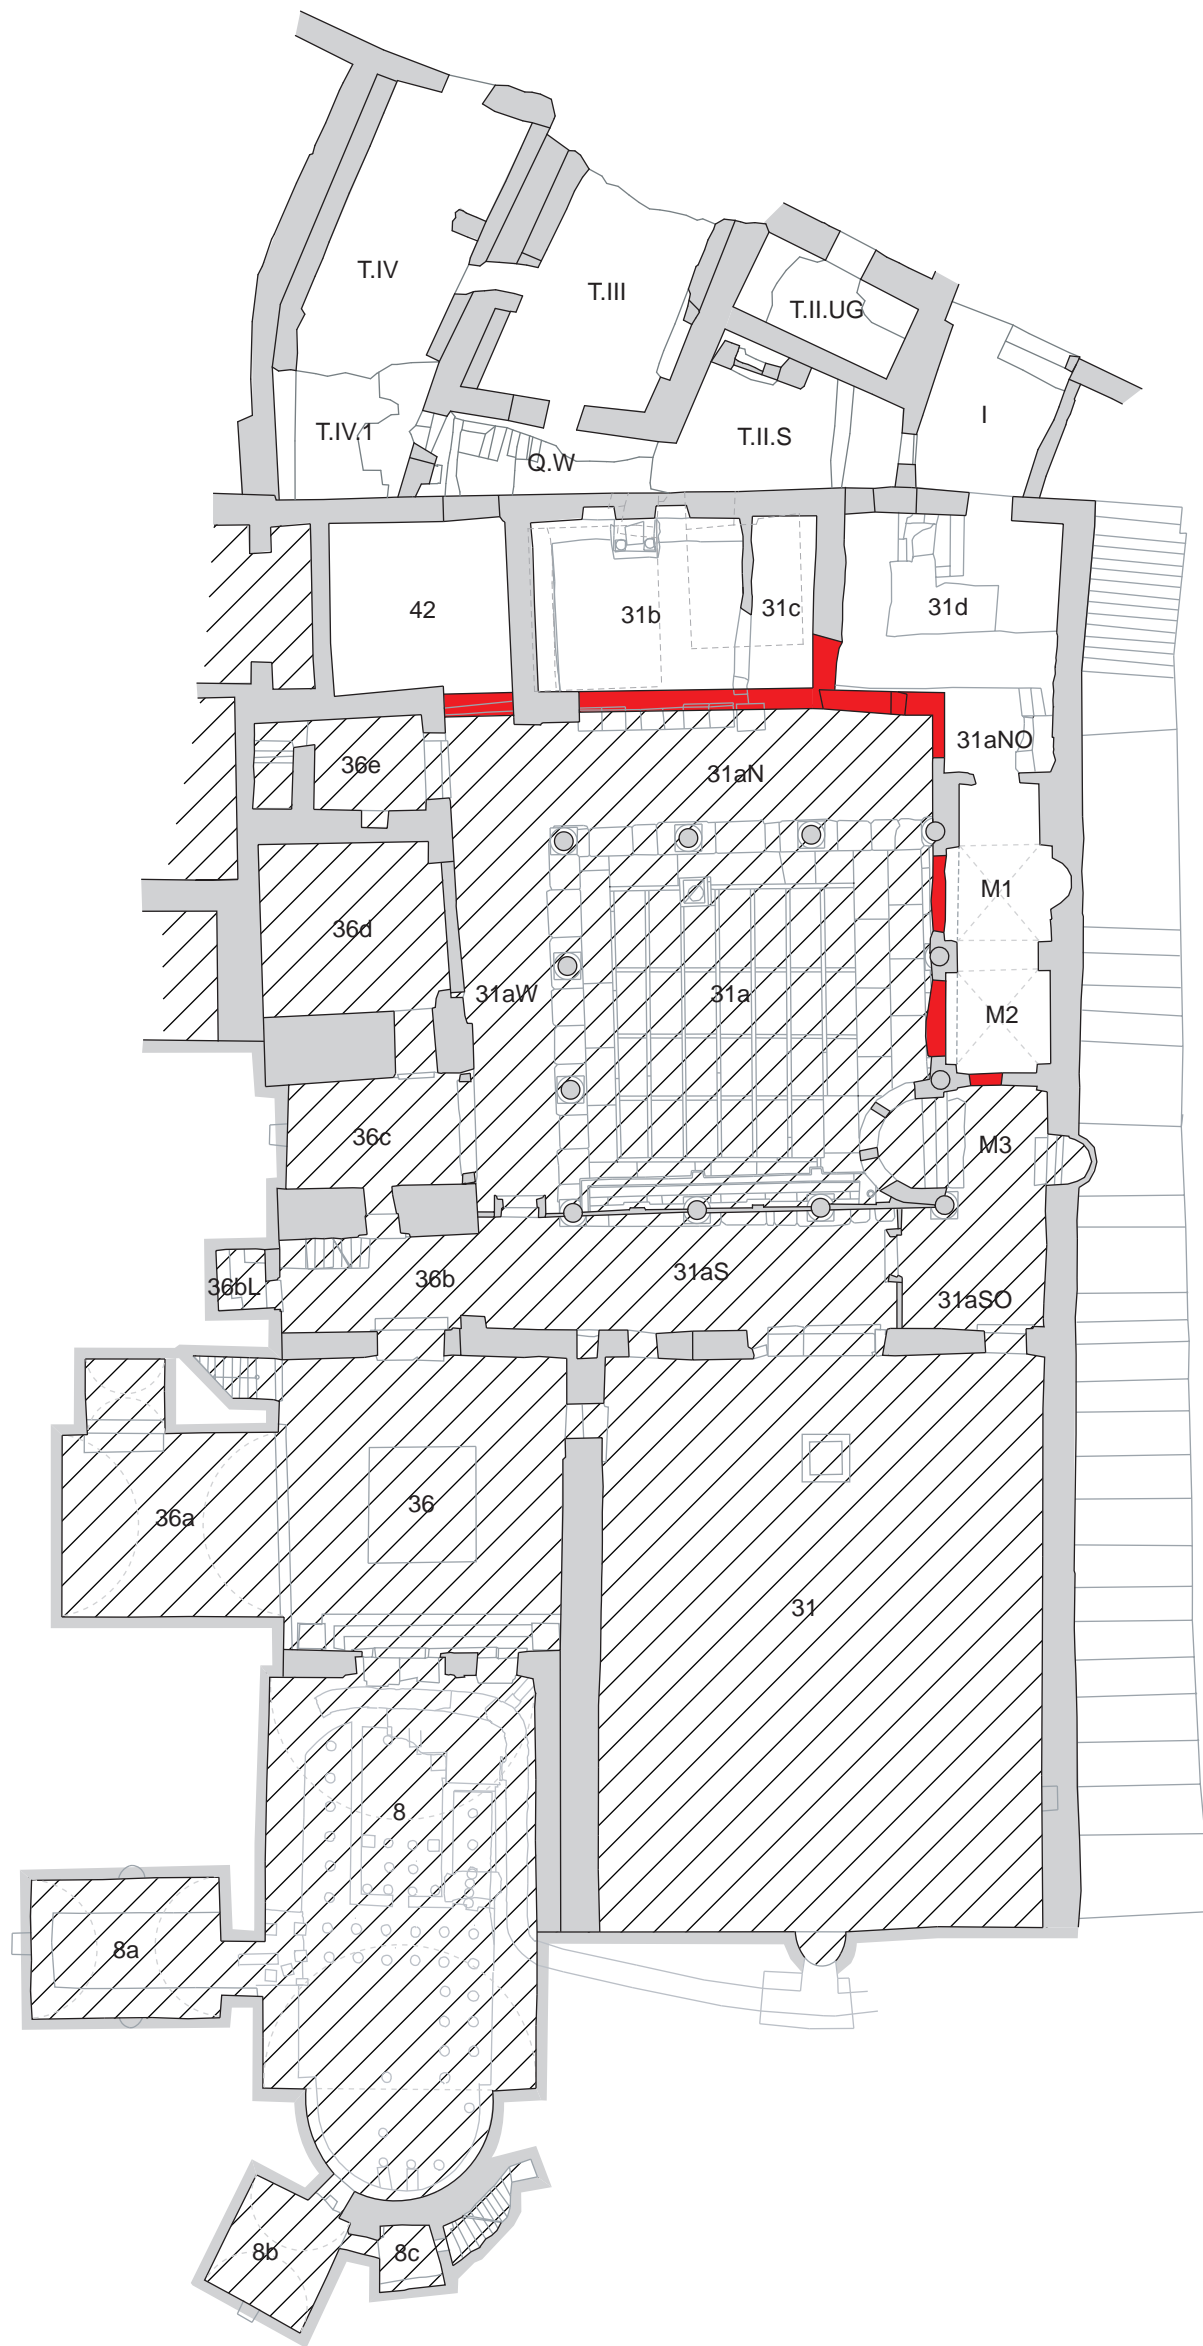 T.IV
T.III
T.II.UG
I
T.IV.1
T.II.S
Q.W
42
31b
31c
31d
31aNO
36e
31aN
M1
36d
31aW
31a
M2
36c
M3
36bL
36b
31aS
31aSO
36a
36
31
8
8a
8b
8c